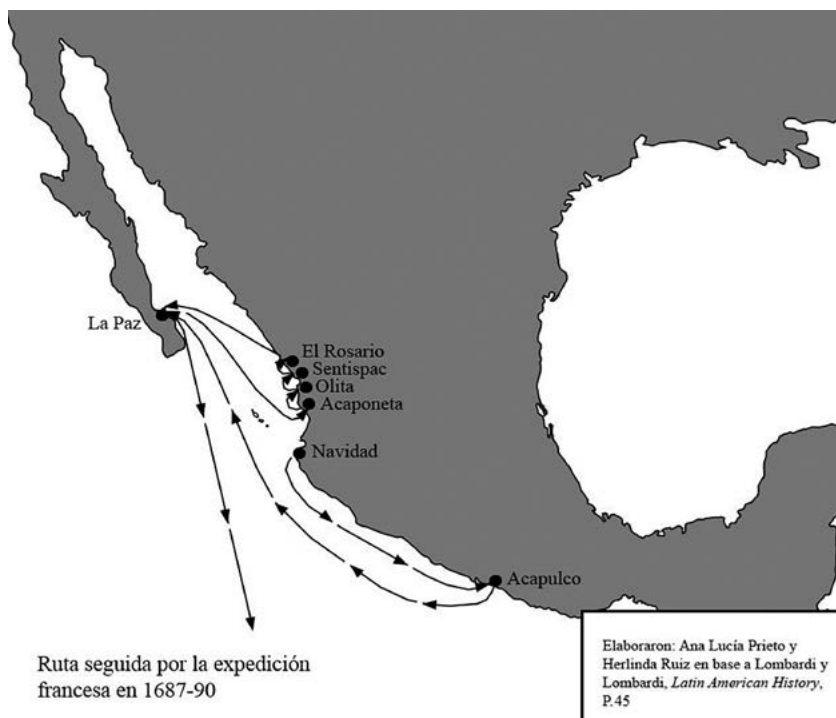 La Paz
El Rosario
Sentispac
Olita
Acaponeta
Navidad
Acapulco
Ruta seguida por la expedición
francesa en 1687-90
Elaboraron: Ana Lucía Prieto y
Herlinda Ruiz en base a Lombardi y
Lombardi, Latin American History,
P.45